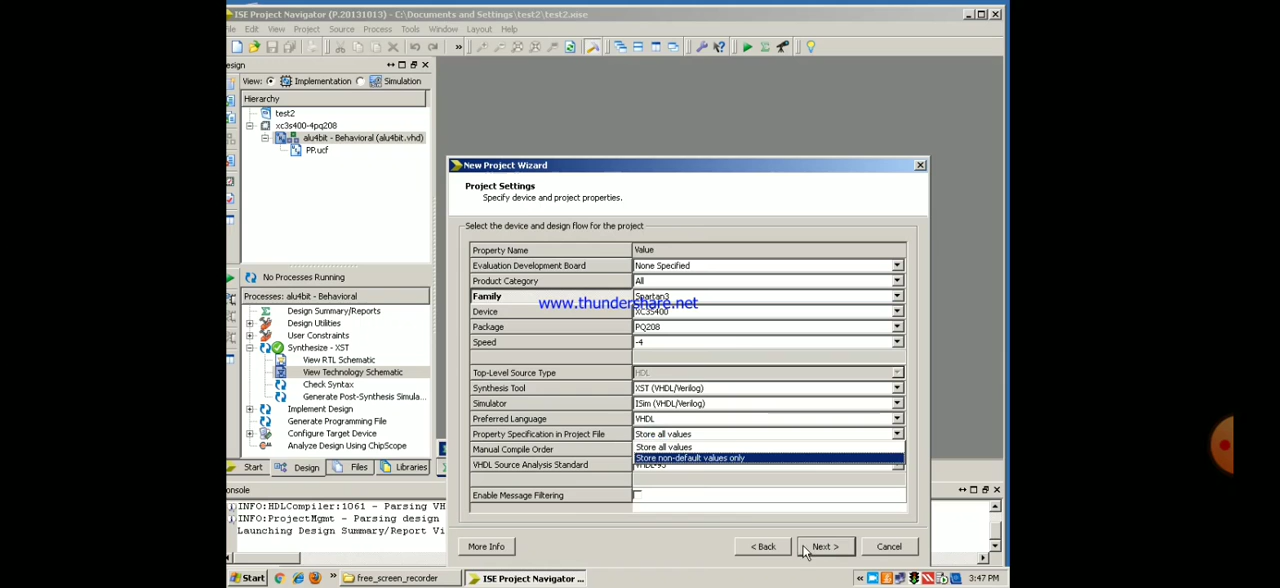 ISE Project Navigator (P.20131013) - C:\Documents and Settings\test2\test2.xise
File Edit View Project Source Process Tools Window Layout Help
esign
View: Implementation Simulation
Hierarchy
test2
xc3s400-4pq208
alu4bit - Behavioral (alu4bit.vhd)
PP.ucf
No Processes Running
Processes: alu4bit - Behavioral
Design Summary/Reports
Design Utilities
User Constraints
Synthesize - XST
View RTL Schematic
View Technology Schematic
Check Syntax
Generate Post-Synthesis Simula...
Implement Design
Generate Programming File
Configure Target Device
Analyze Design Using ChipScope
Start Design Files Libraries
onsole
INFO:HDLCompiler:1061 - Parsing VH
INFO:ProjectMgmt - Parsing design
Launching Design Summary/Report Vi
New Project Wizard
Project Settings
Specify device and project properties.
Select the device and design flow for the project
Property Name Value
Evaluation Development Board None Specified
Product Category All
Family Spartan3
www.thundershare.net
Device XC3S400
Package PQ208
Speed -4
Top-Level Source Type HDL
Synthesis Tool XST (VHDL/Verilog)
Simulator ISim (VHDL/Verilog)
Preferred Language VHDL
Property Specification in Project File Store all values
Store all values
Manual Compile Order
Store non-default values only
VHDL Source Analysis Standard VHDL-93
Enable Message Filtering
More Info < Back Next > Cancel
Start free_screen_recorder ISE Project Navigator ... 3:47 PM